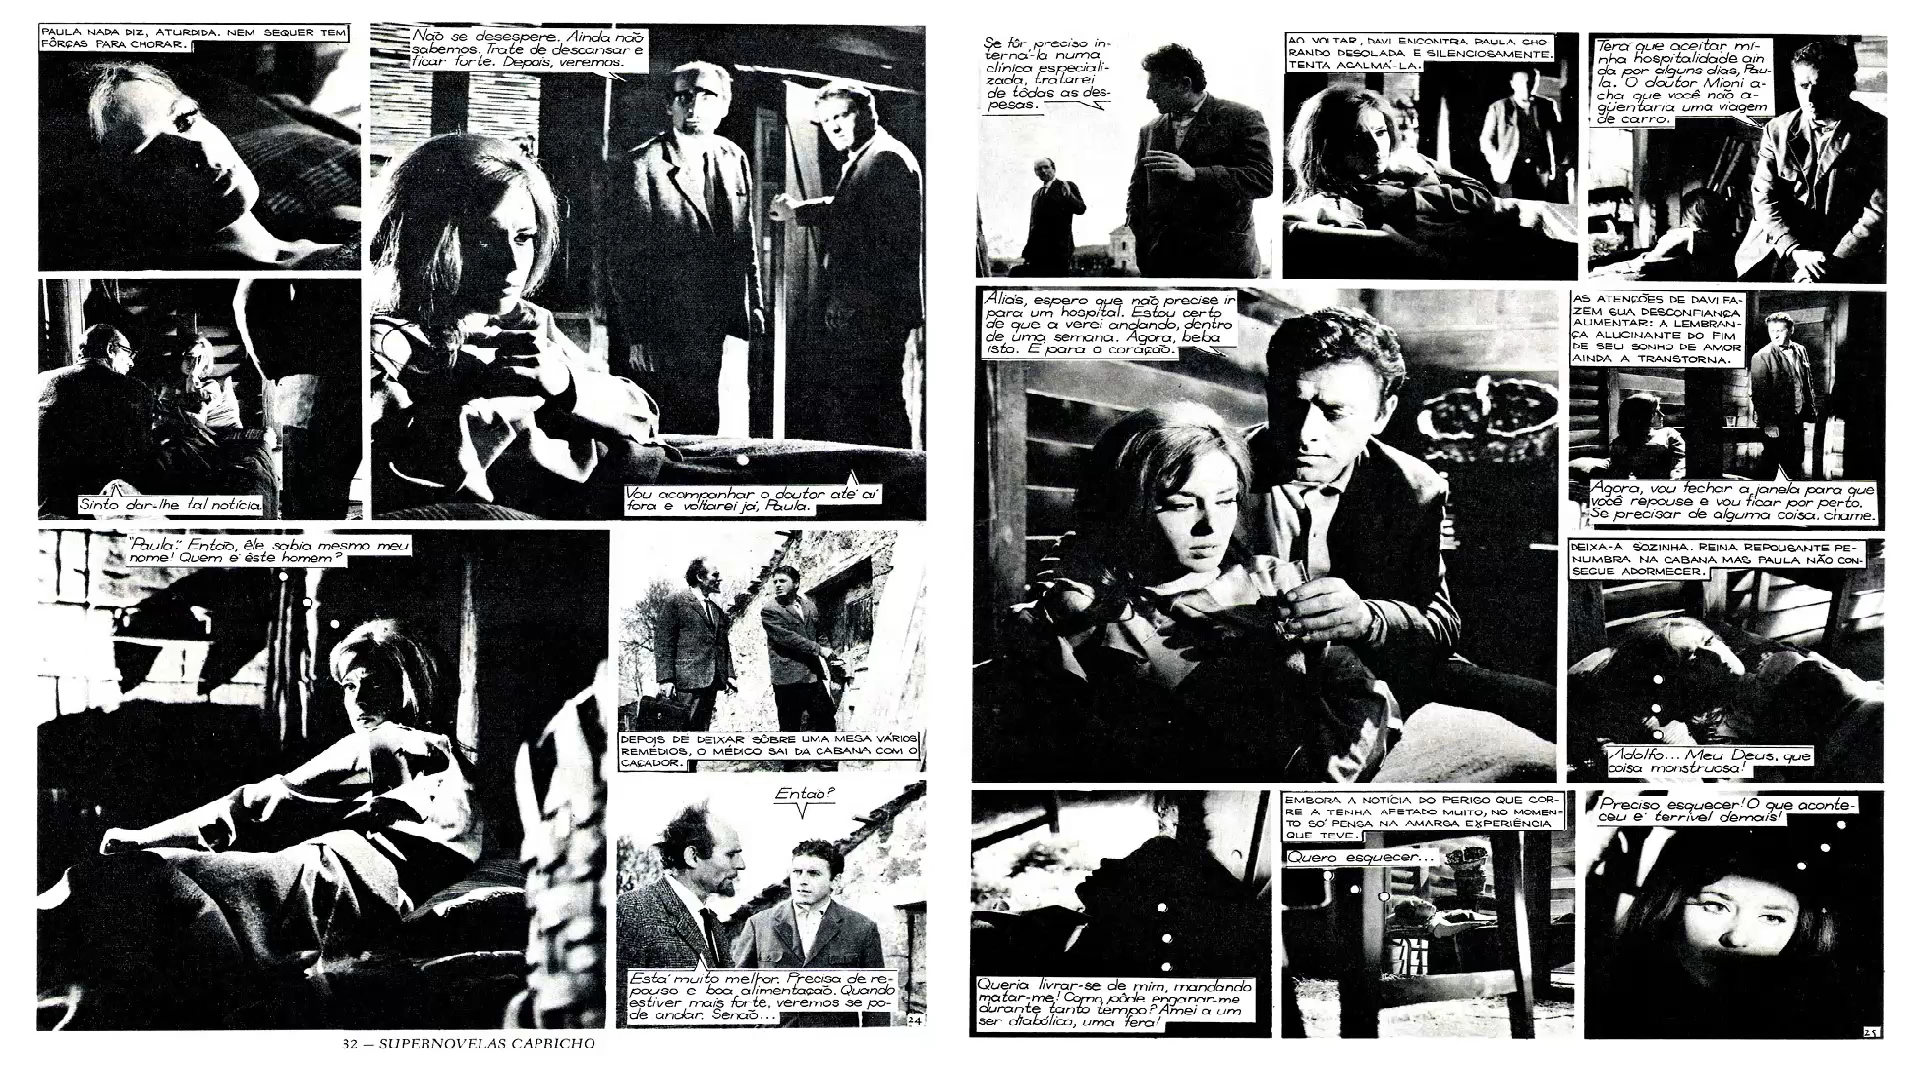 PAULA NADA DIZ, ATURDIDA. NEM SEQUER TEM
FÔRÇAS PARA CHORAR.
Não se desespere. Ainda não
sabemos. Trate de descansar e
ficar forte. Depois, veremos.
Sinto dar-lhe tal notícia.
Vou acompanhar o doutor até aí
fora e voltarei já, Paula.
"Paula". Então, êle sabia mesmo meu
nome! Quem é êste homem?
DEPOIS DE DEIXAR SÔBRE UMA MESA VÁRIOS
REMÉDIOS, O MÉDICO SAI DA CABANA COM O
CAÇADOR.
Então?
Está muito melhor. Precisa de re-
pouso e boa alimentação. Quando
estiver mais forte, veremos se po-
de andar. Senão...
24
32 — SUPERNOVELAS CAPRICHO
Se fôr preciso in-
terná-la numa
clínica especiali-
zada, tratarei
de tôdas as des-
pesas.
AO VOLTAR, DAVI ENCONTRA PAULA CHO
RANDO DESOLADA E SILENCIOSAMENTE.
TENTA ACALMÁ-LA.
Terá que aceitar mi-
nha hospitalidade ain
da por alguns dias, Pau-
la. O doutor Mioni a-
cha que você não a-
güentaria uma viagem
de carro.
Aliás, espero que não precise ir
para um hospital. Estou certo
de que a verei andando, dentro
de uma semana. Agora, beba
isto. É para o coração.
AS ATENÇÕES DE DAVI FA-
ZEM SUA DESCONFIANÇA
AUMENTAR: A LEMBRAN-
ÇA ALUCINANTE DO FIM
DE SEU SONHO DE AMOR
AINDA A TRANSTORNA.
Agora, vou fechar a janela para que
você repouse e vou ficar por perto.
Se precisar de alguma coisa, chame.
DEIXA-A SOZINHA. REINA REPOUSANTE PE-
NUMBRA NA CABANA MAS PAULA NÃO CON-
SEGUE ADORMECER.
Adolfo... Meu Deus, que
coisa monstruosa!
Queria livrar-se de mim, mandando
matar-me! Como pôde enganar-me
durante tanto tempo? Amei a um
ser diabólico, uma fera!
EMBORA A NOTÍCIA DO PERIGO QUE COR-
RE A TENHA AFETADO MUITO, NO MOMEN-
TO SÓ PENSA NA AMARGA EXPERIÊNCIA
QUE TEVE.
Quero esquecer...
Preciso esquecer! O que aconte-
ceu é terrível demais!
25